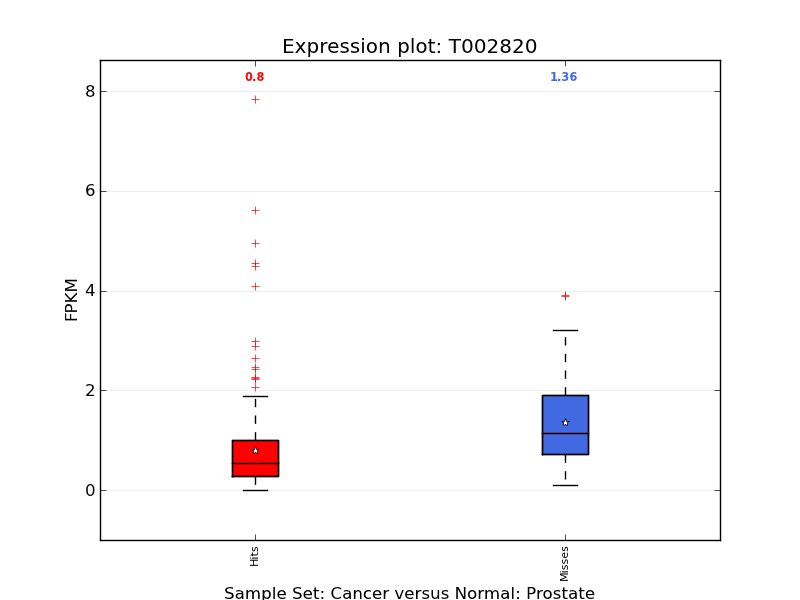 Expression plot: T002820
0.8 1.36
8
6
4
2
0
FPKM
Hits Misses
Sample Set: Cancer versus Normal: Prostate